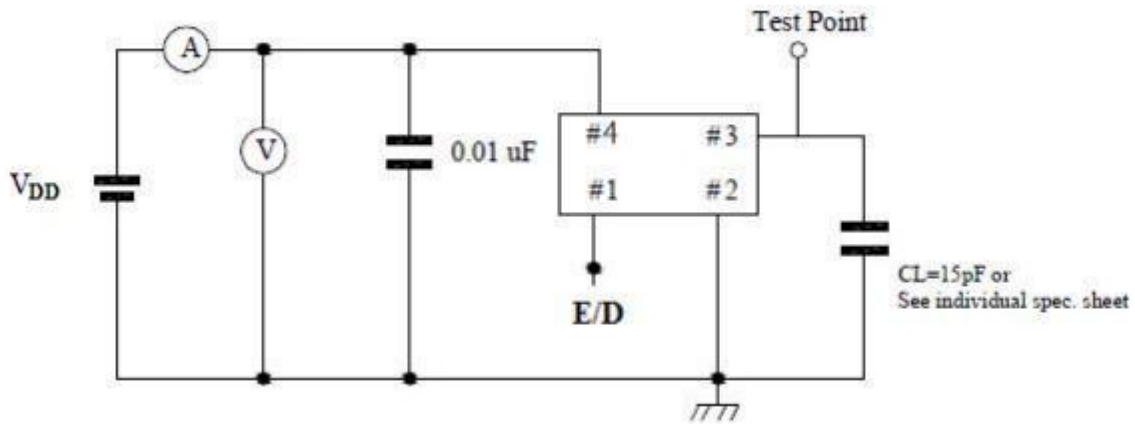 Test Point
A
#4
#3
V
0.01 uF
VDD
#1
#2
CL=15pF or
See individual spec. sheet
E/D